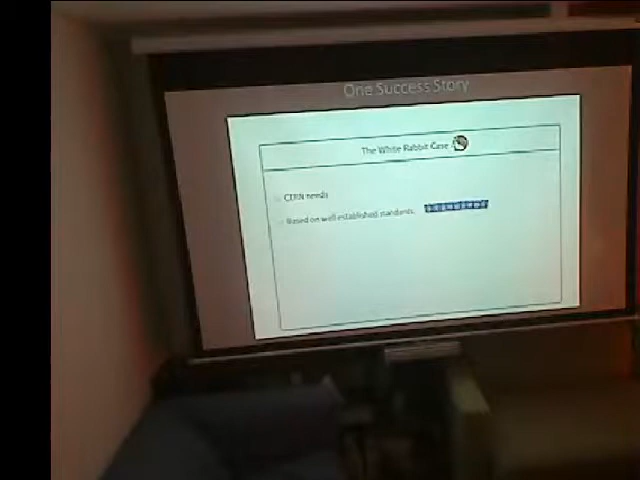 One Success Story
The White Rabbit Case
CERN needs
Based on well established standards.